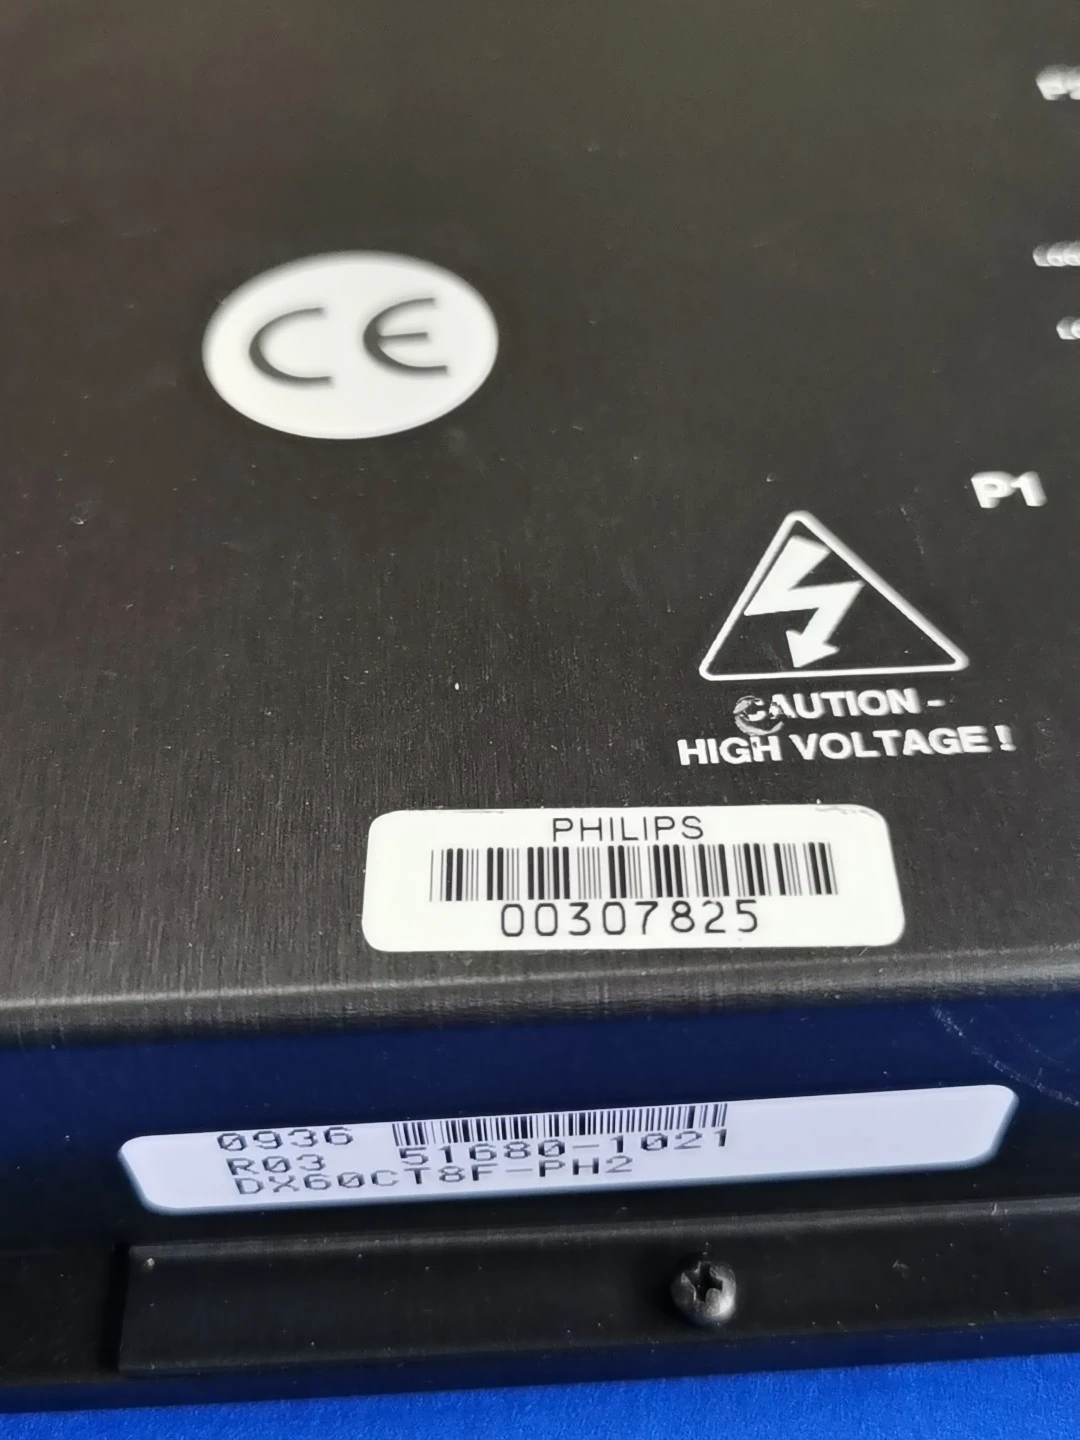 CE
P1
CAUTION -
HIGH VOLTAGE !
PHILIPS
00307825
0936
R03 51680-1021
DX60CT8F-PH2